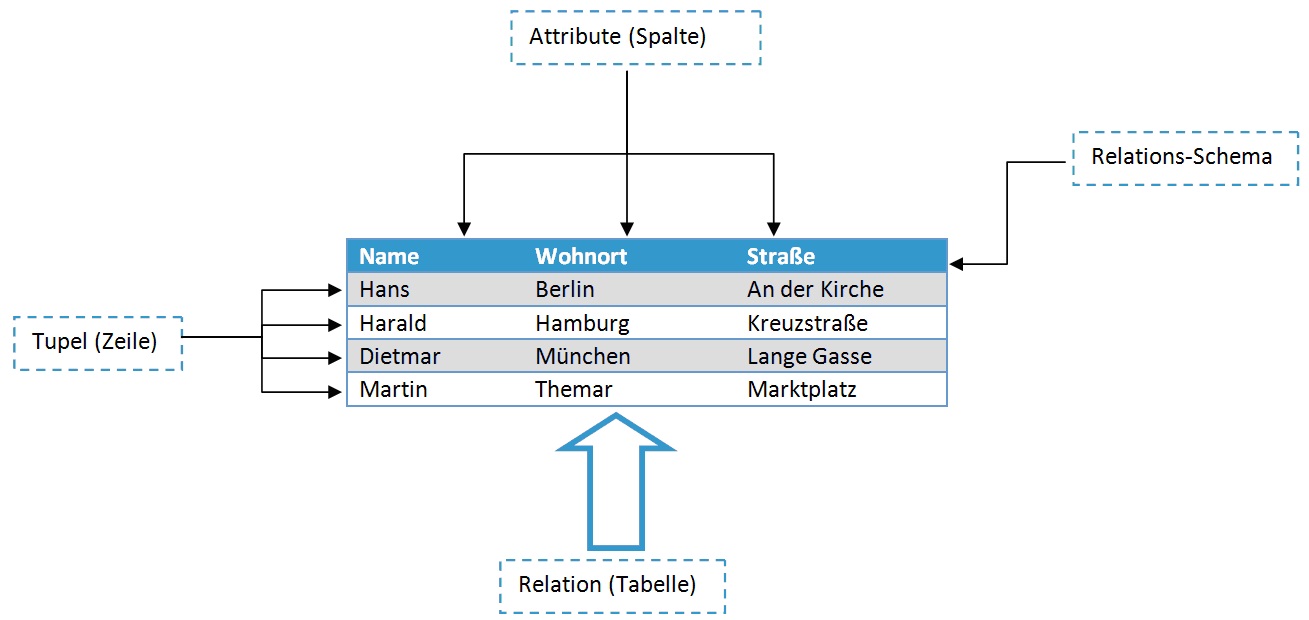 Attribute (Spalte)
Relations-Schema
Name Wohnort Straße
Hans Berlin An der Kirche
Harald Hamburg Kreuzstraße
Tupel (Zeile)
Dietmar München Lange Gasse
Martin Themar Marktplatz
Relation (Tabelle)